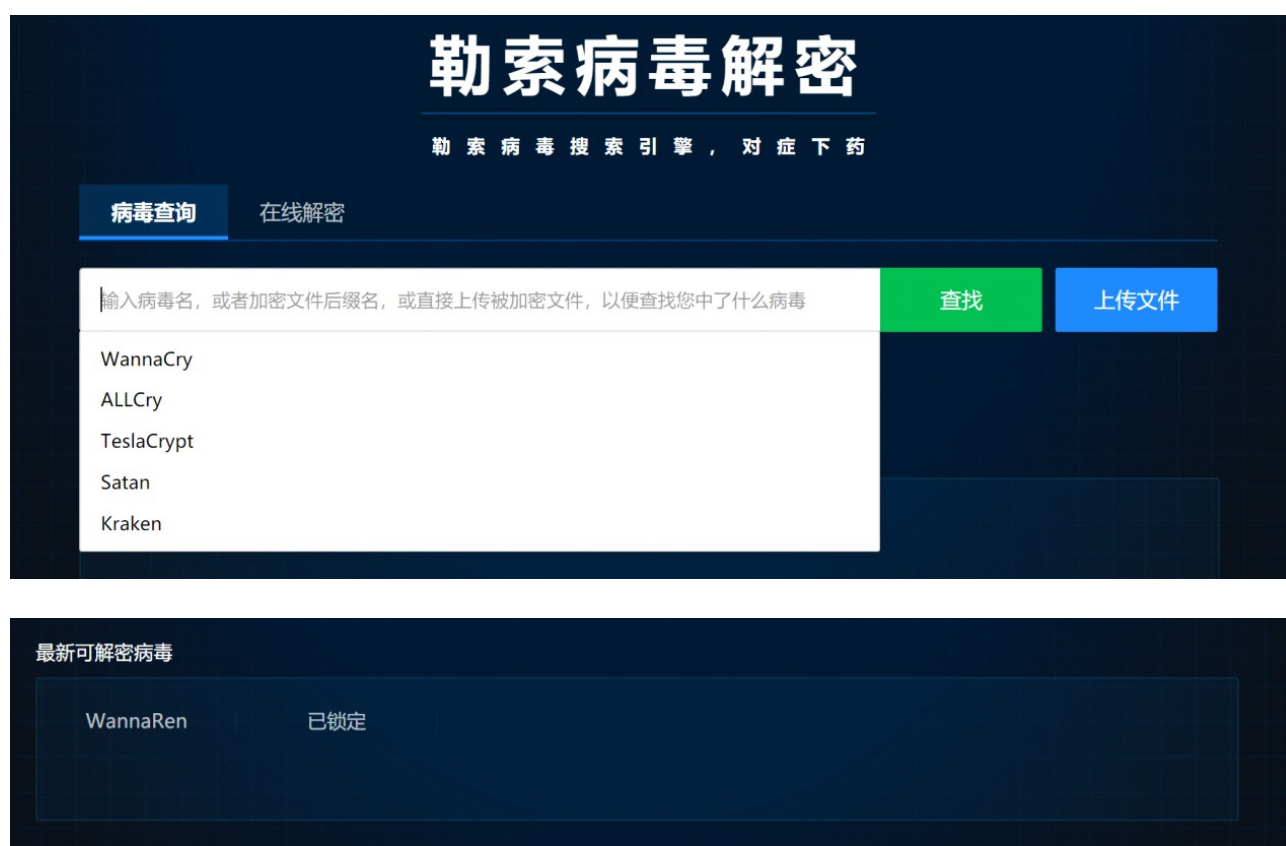 勒索病毒解密
勒索病毒搜索引擎，对症下药
病毒查询 在线解密
输入病毒名，或者加密文件后缀名，或直接上传被加密文件，以便查找您中了什么病毒 查找 上传文件
WannaCry
ALLCry
TeslaCrypt
Satan
Kraken
最新可解密病毒
WannaRen 已锁定